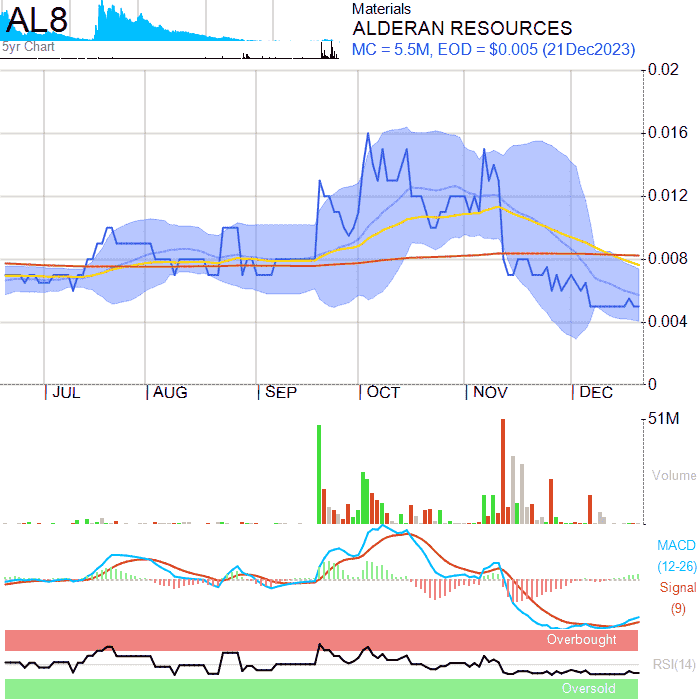 AL8
5yr Chart
Materials
ALDERAN RESOURCES
MC = 5.5M, EOD = $0.005 (21Dec2023)
0.02
0.016
0.012
0.008
0.004
0
JUL AUG SEP OCT NOV DEC
51M
Volume
MACD
(12-26)
Signal
(9)
Overbought
RSI(14)
Oversold